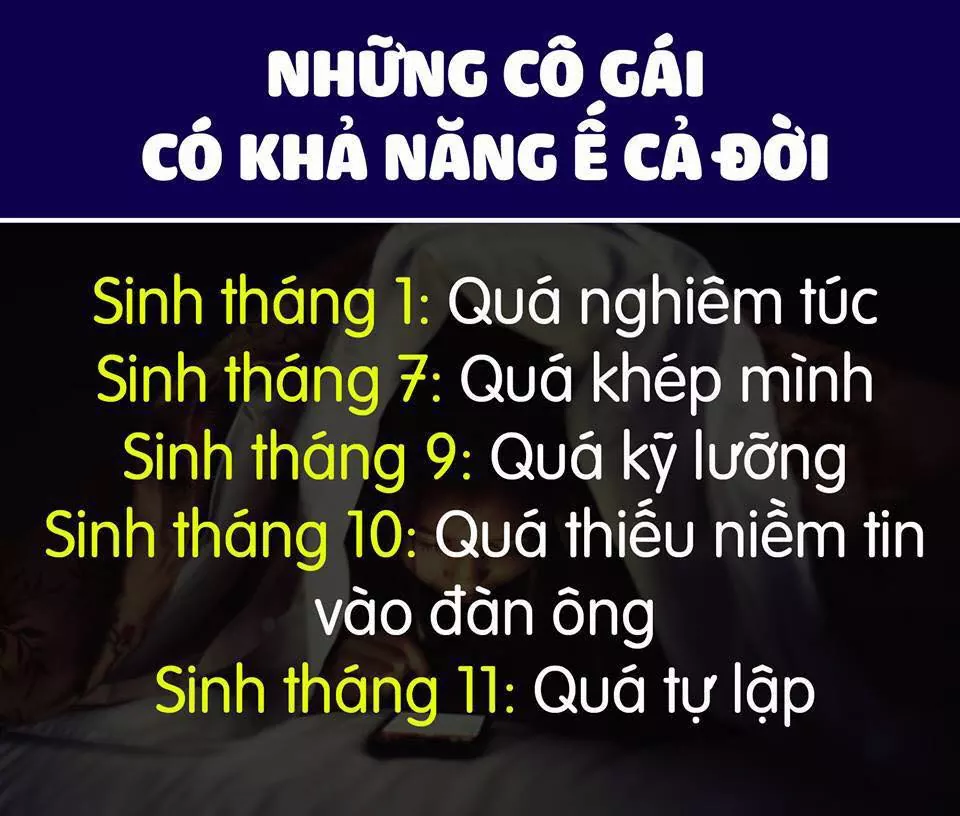 NHỮNG CÔ GÁI
CÓ KHẢ NĂNG Ế CẢ ĐỜI
Sinh tháng 1: Quá nghiêm túc
Sinh tháng 7: Quá khép mình
Sinh tháng 9: Quá kỹ lưỡng
Sinh tháng 10: Quá thiếu niềm tin
vào đàn ông
Sinh tháng 11: Quá tự lập